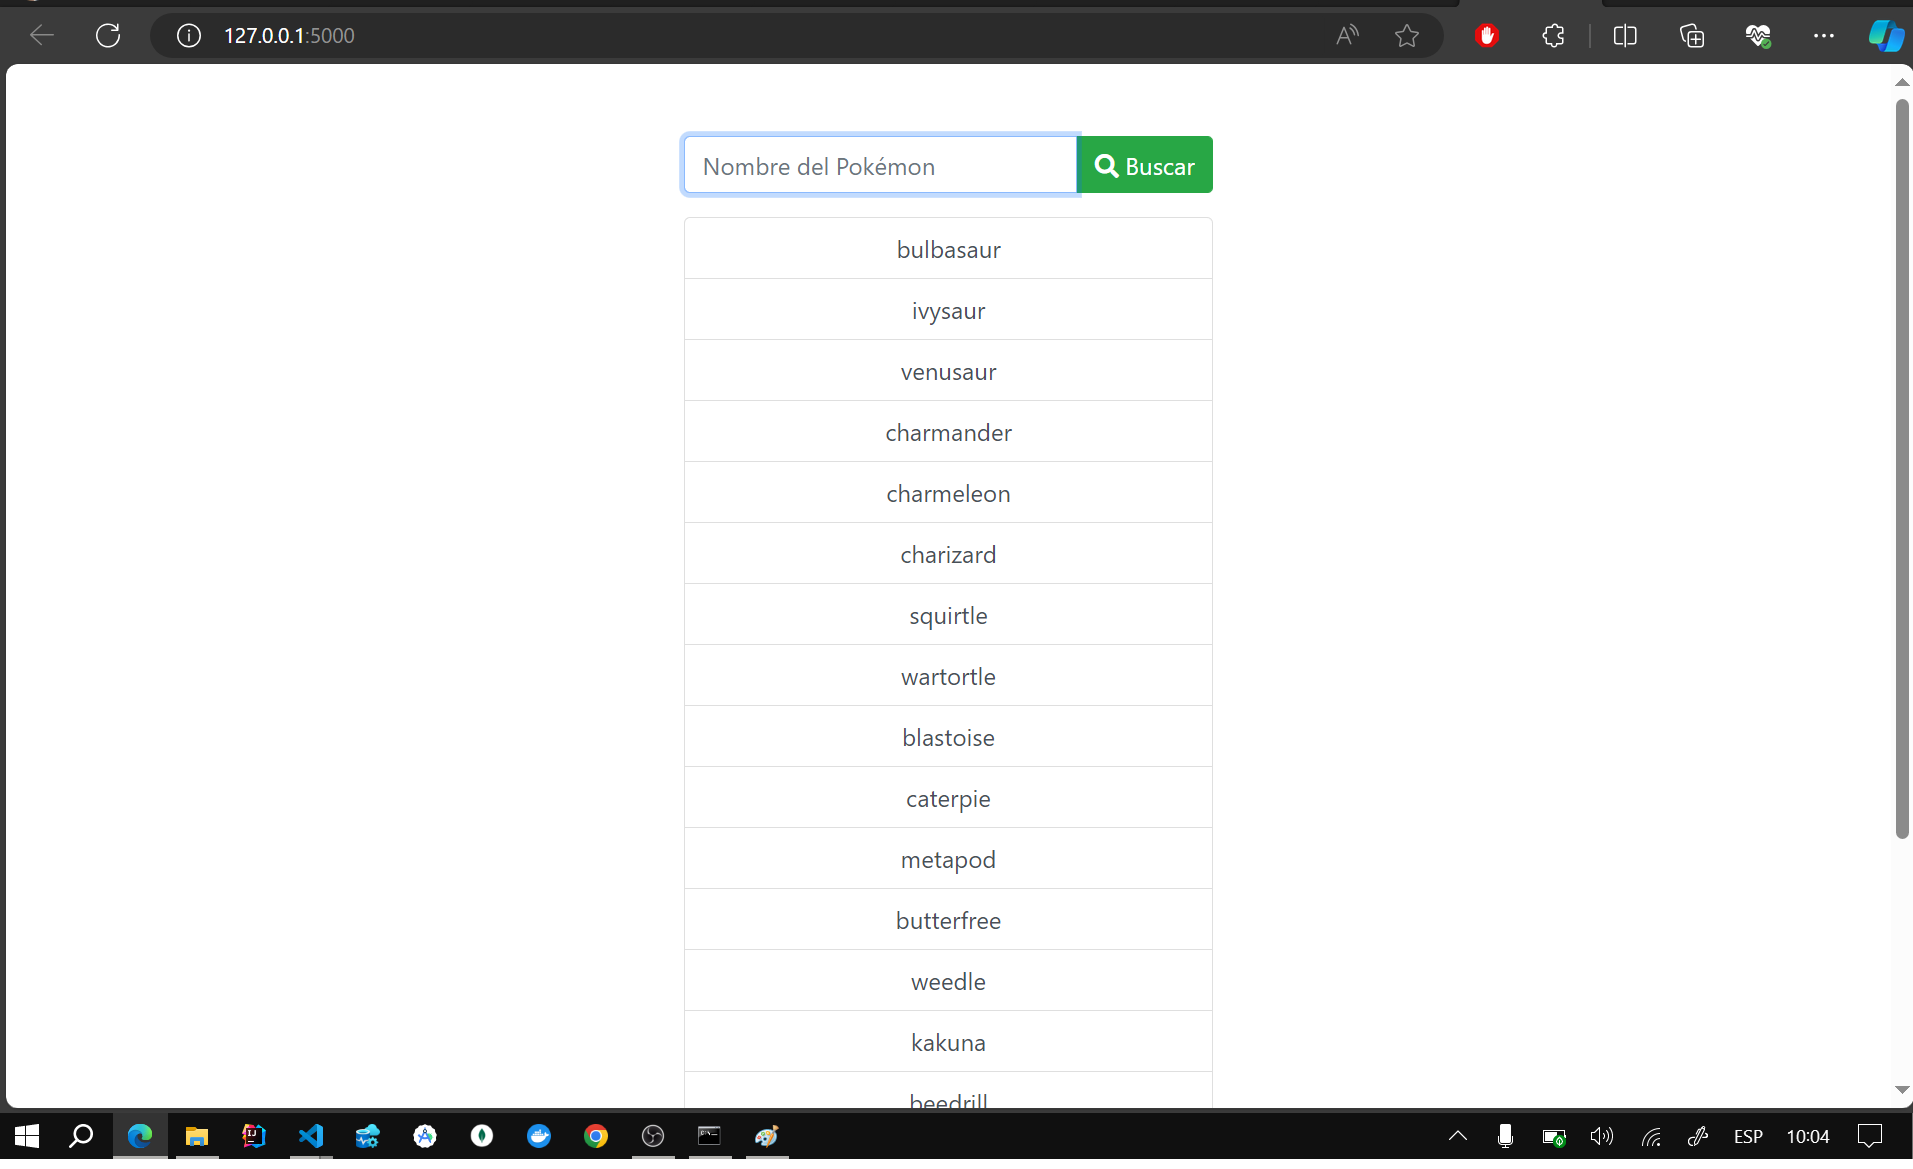 127.0.0.1:5000
Nombre del Pokémon
Buscar
bulbasaur
ivysaur
venusaur
charmander
charmeleon
charizard
squirtle
wartortle
blastoise
caterpie
metapod
butterfree
weedle
kakuna
beedrill
ESP
10:04